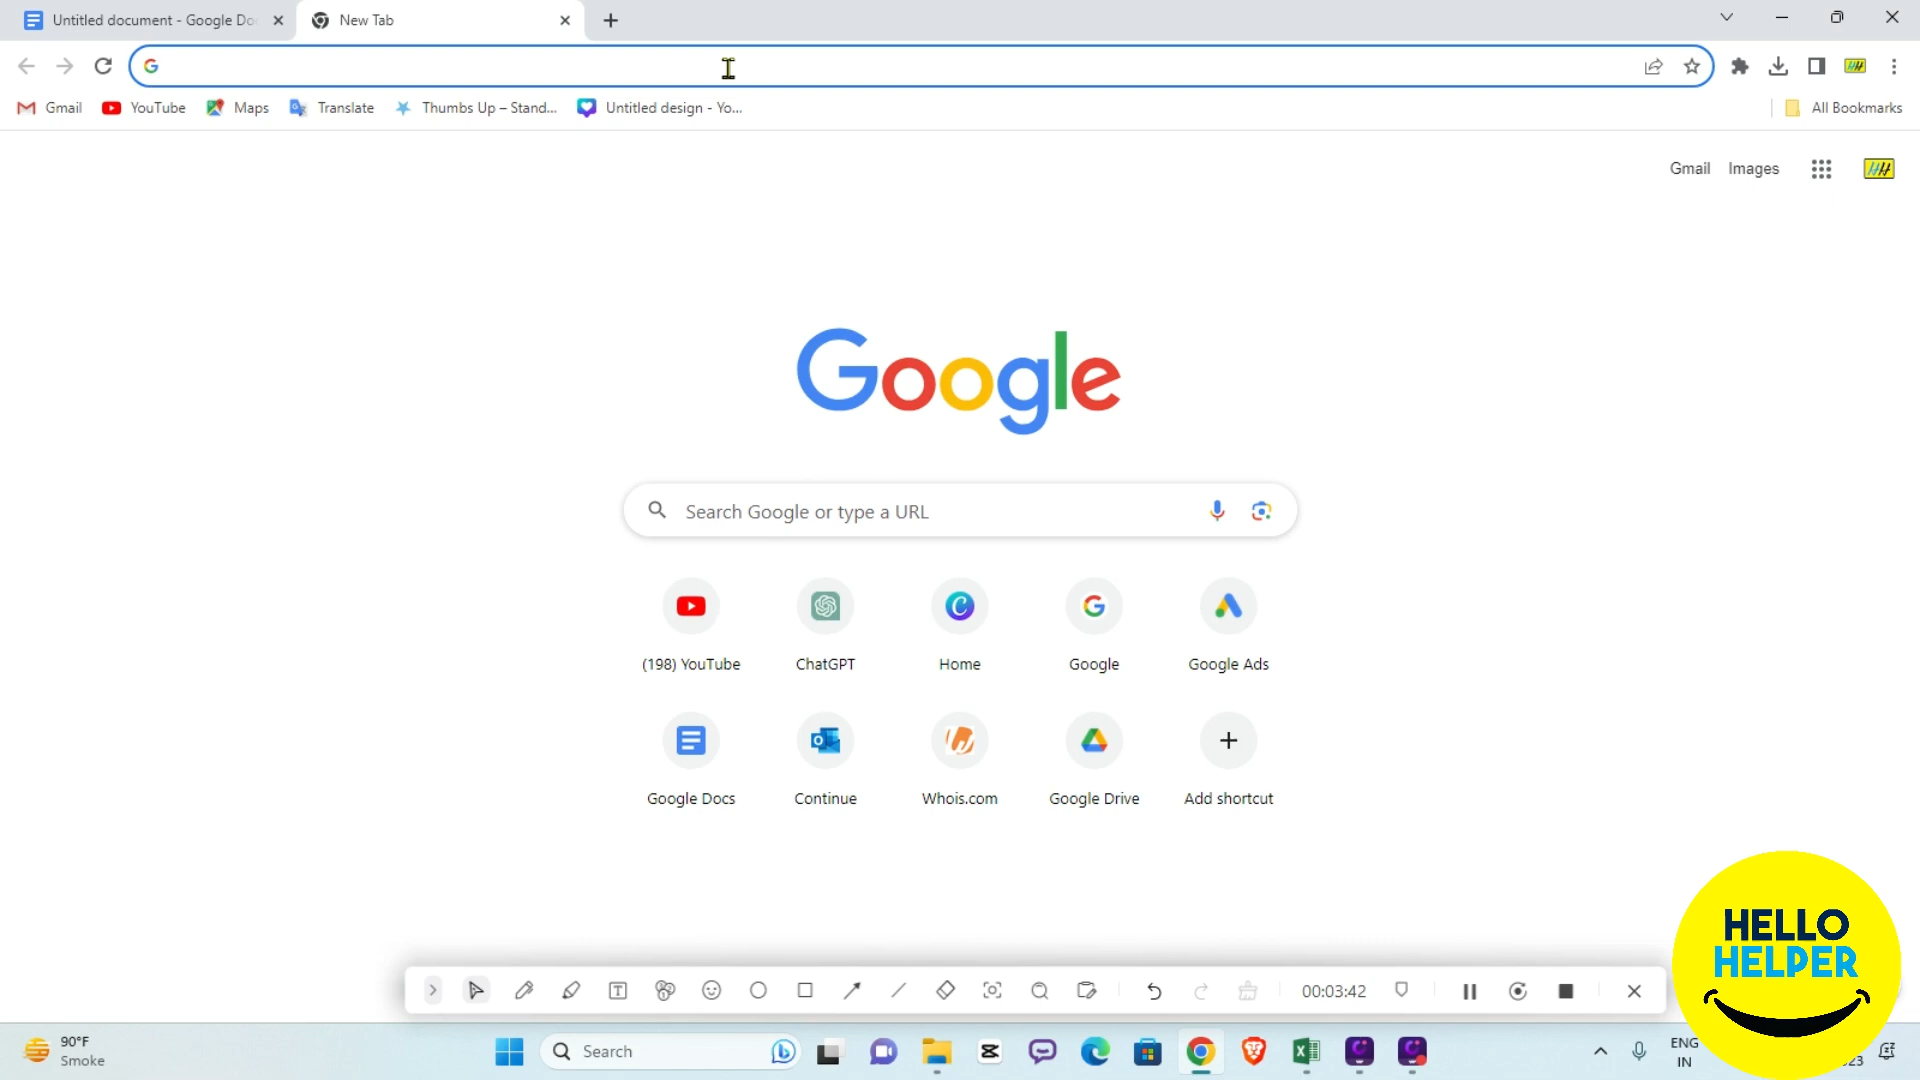 Untitled document - Google Do
New Tab
Gmail
YouTube
Maps
Translate
Thumbs Up – Stand...
Untitled design - Yo...
All Bookmarks
Gmail
Images
Google
Search Google or type a URL
(198) YouTube
ChatGPT
Home
Google
Google Ads
Google Docs
Continue
Whois.com
Google Drive
Add shortcut
HELLO
HELPER
00:03:42
90°F
Smoke
Search
ENG
IN